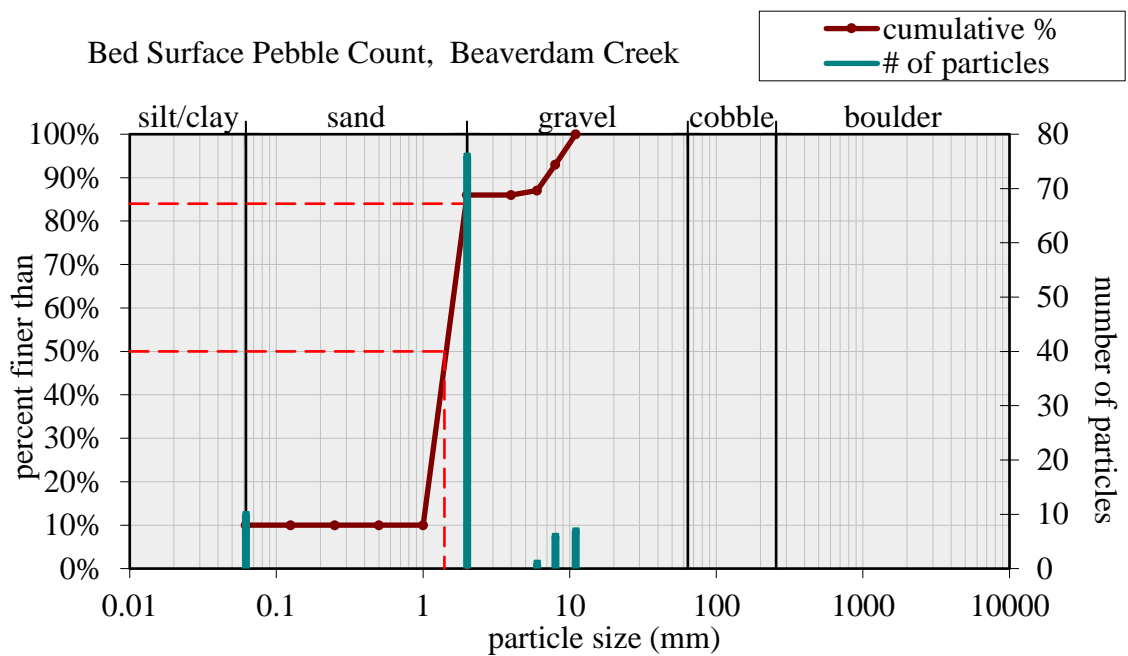 Bed Surface Pebble Count, Beaverdam Creek
cumulative %
# of particles
silt/clay sand gravel cobble boulder
100%
90%
80%
70%
60%
50%
40%
30%
20%
10%
0%
percent finer than
80
70
60
50
40
30
20
10
0
number of particles
0.01 0.1 1 10 100 1000 10000
particle size (mm)